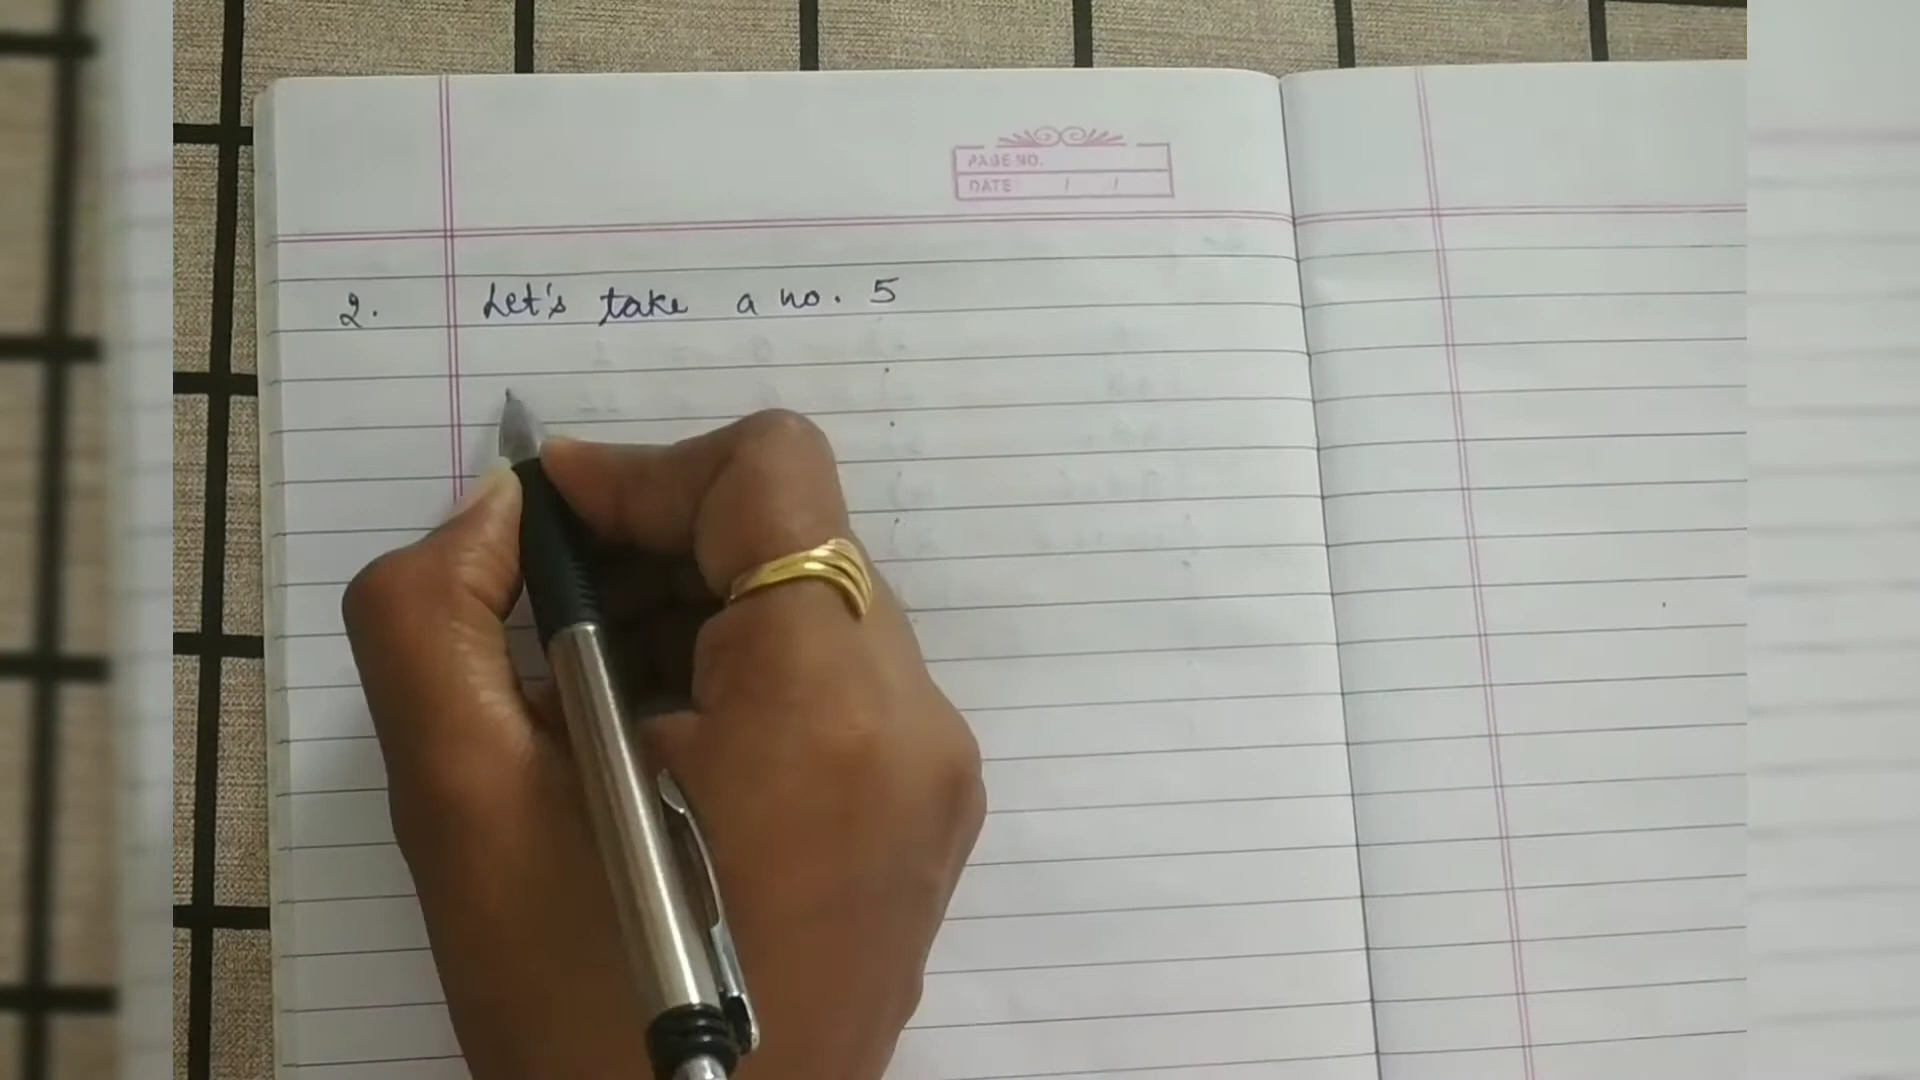 PAGE NO.
DATE / /
2. Let's take a no. 5